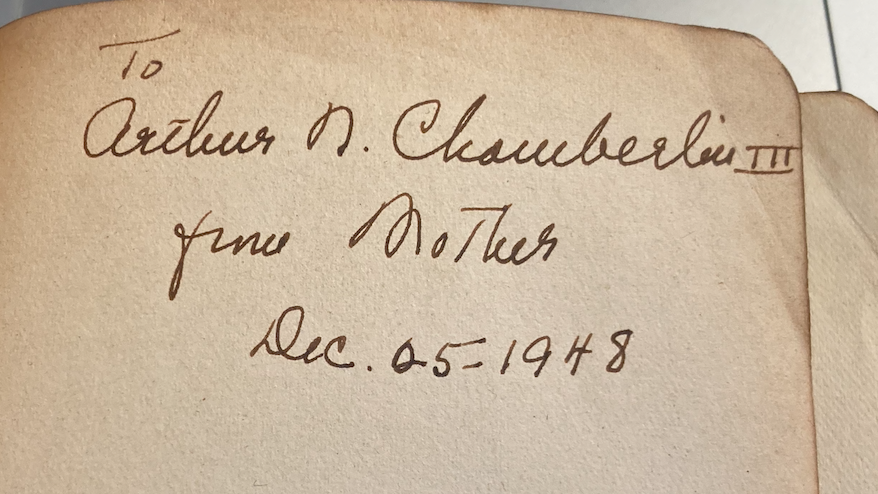 To
Arthur N. Chamberlin III
from Mother
Dec. 25-1948